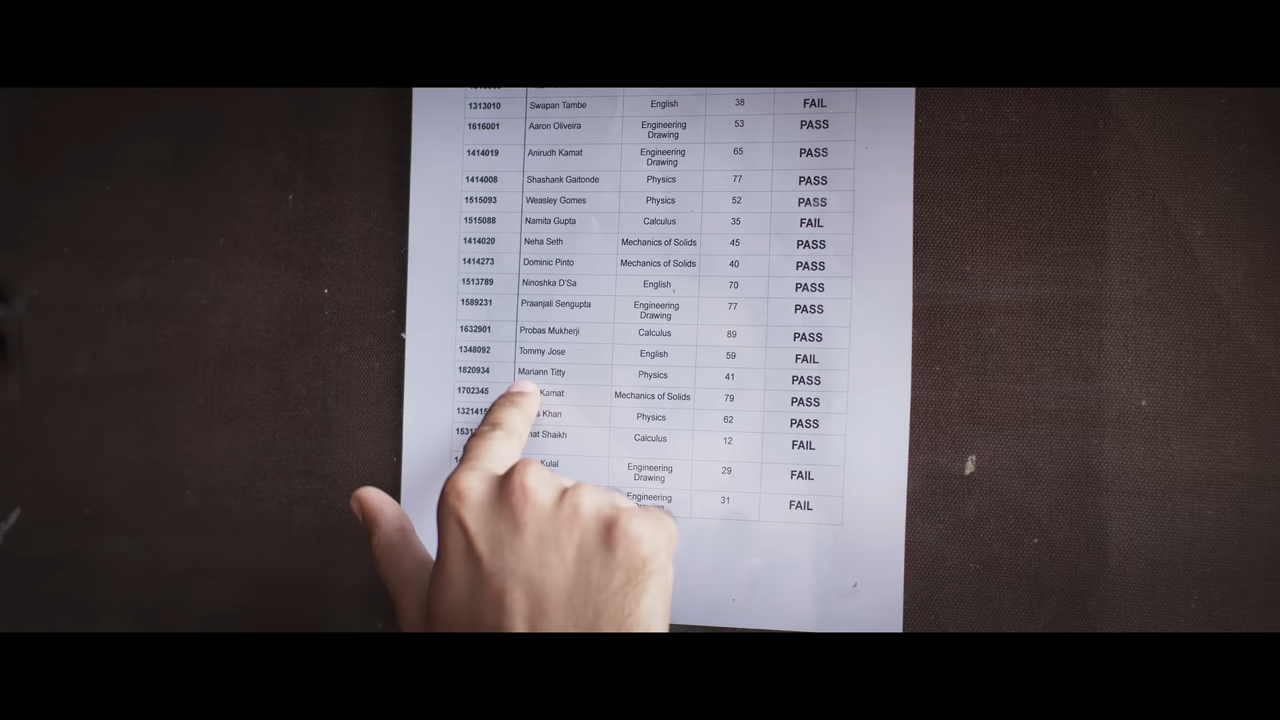 1313010 Swapan Tambe English 38 FAIL
1616001 Aaron Oliveira Engineering Drawing 53 PASS
1414019 Anirudh Kamat Engineering Drawing 65 PASS
1414008 Shashank Gaitonde Physics 77 PASS
1515093 Weasley Gomes Physics 52 PASS
1515088 Namita Gupta Calculus 35 FAIL
1414020 Neha Seth Mechanics of Solids 45 PASS
1414273 Dominic Pinto Mechanics of Solids 40 PASS
1513789 Ninoshka D'Sa English 70 PASS
1589231 Praanjali Sengupta Engineering Drawing 77 PASS
1632901 Probas Mukherji Calculus 89 PASS
1348092 Tommy Jose English 59 FAIL
1820934 Mariann Titty Physics 41 PASS
1702345 Kamat Mechanics of Solids 79 PASS
Khan Physics 62 PASS
Shaikh Calculus 12 FAIL
Kulal Engineering Drawing 29 FAIL
Engineering 31 FAIL